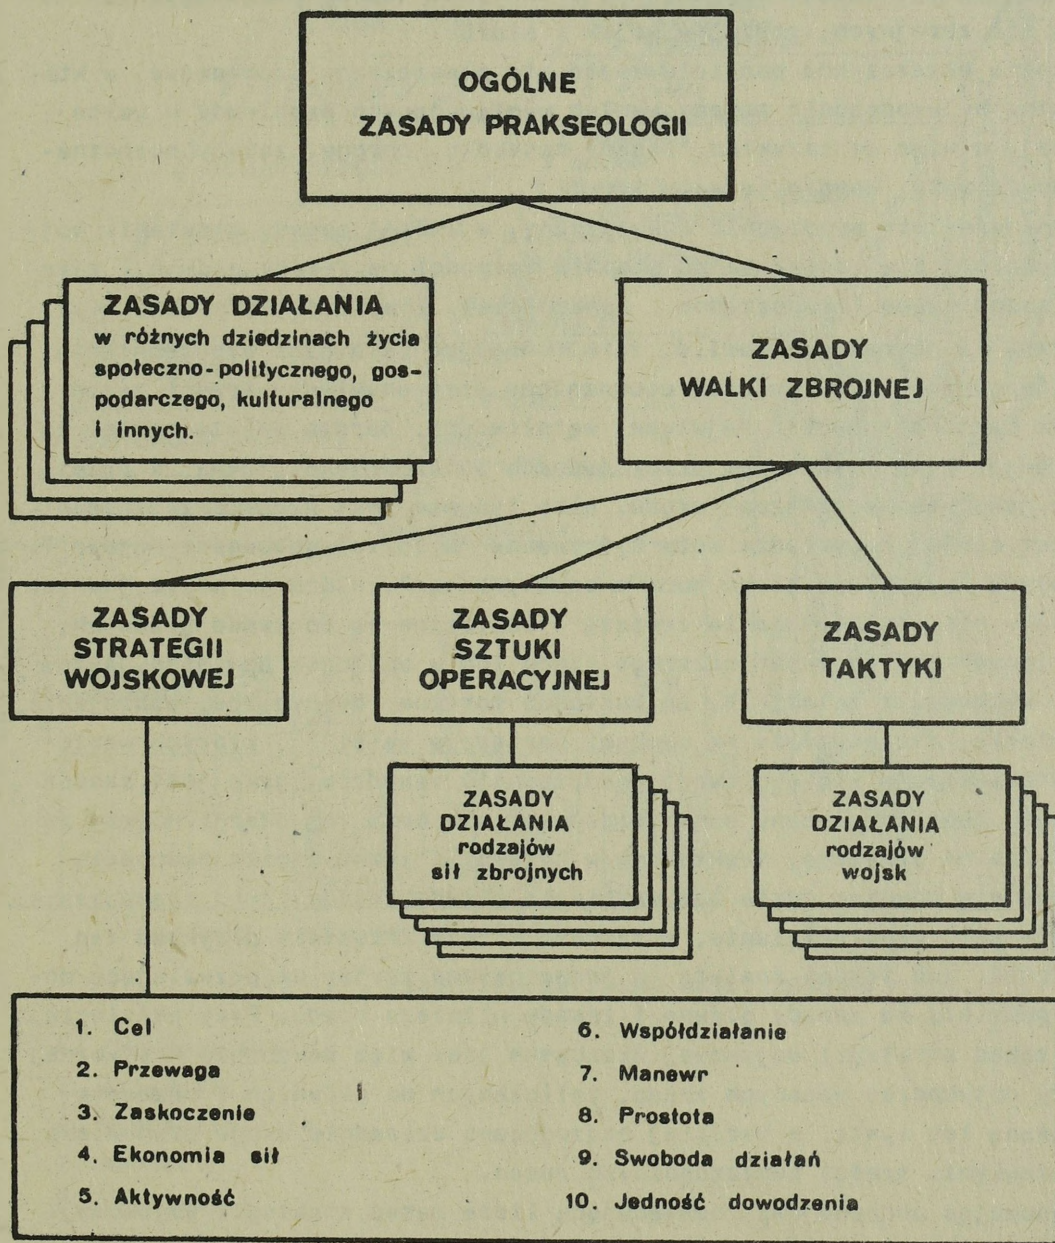 OGÓLNE
ZASADY PRAKSEOLOGII
ZASADY DZIAŁANIA
w różnych dziedzinach życia
społeczno-politycznego, gos-
podarczego, kulturalnego
i innych.
ZASADY
WALKI ZBROJNEJ
ZASADY
STRATEGII
WOJSKOWEJ
ZASADY
SZTUKI
OPERACYJNEJ
ZASADY
TAKTYKI
ZASADY
DZIAŁANIA
rodzajów
sił zbrojnych
ZASADY
DZIAŁANIA
rodzajów
wojsk
1. Cel
2. Przewaga
3. Zaskoczenie
4. Ekonomia sił
5. Aktywność
6. Współdziałanie
7. Manewr
8. Prostota
9. Swoboda działań
10. Jedność dowodzenia